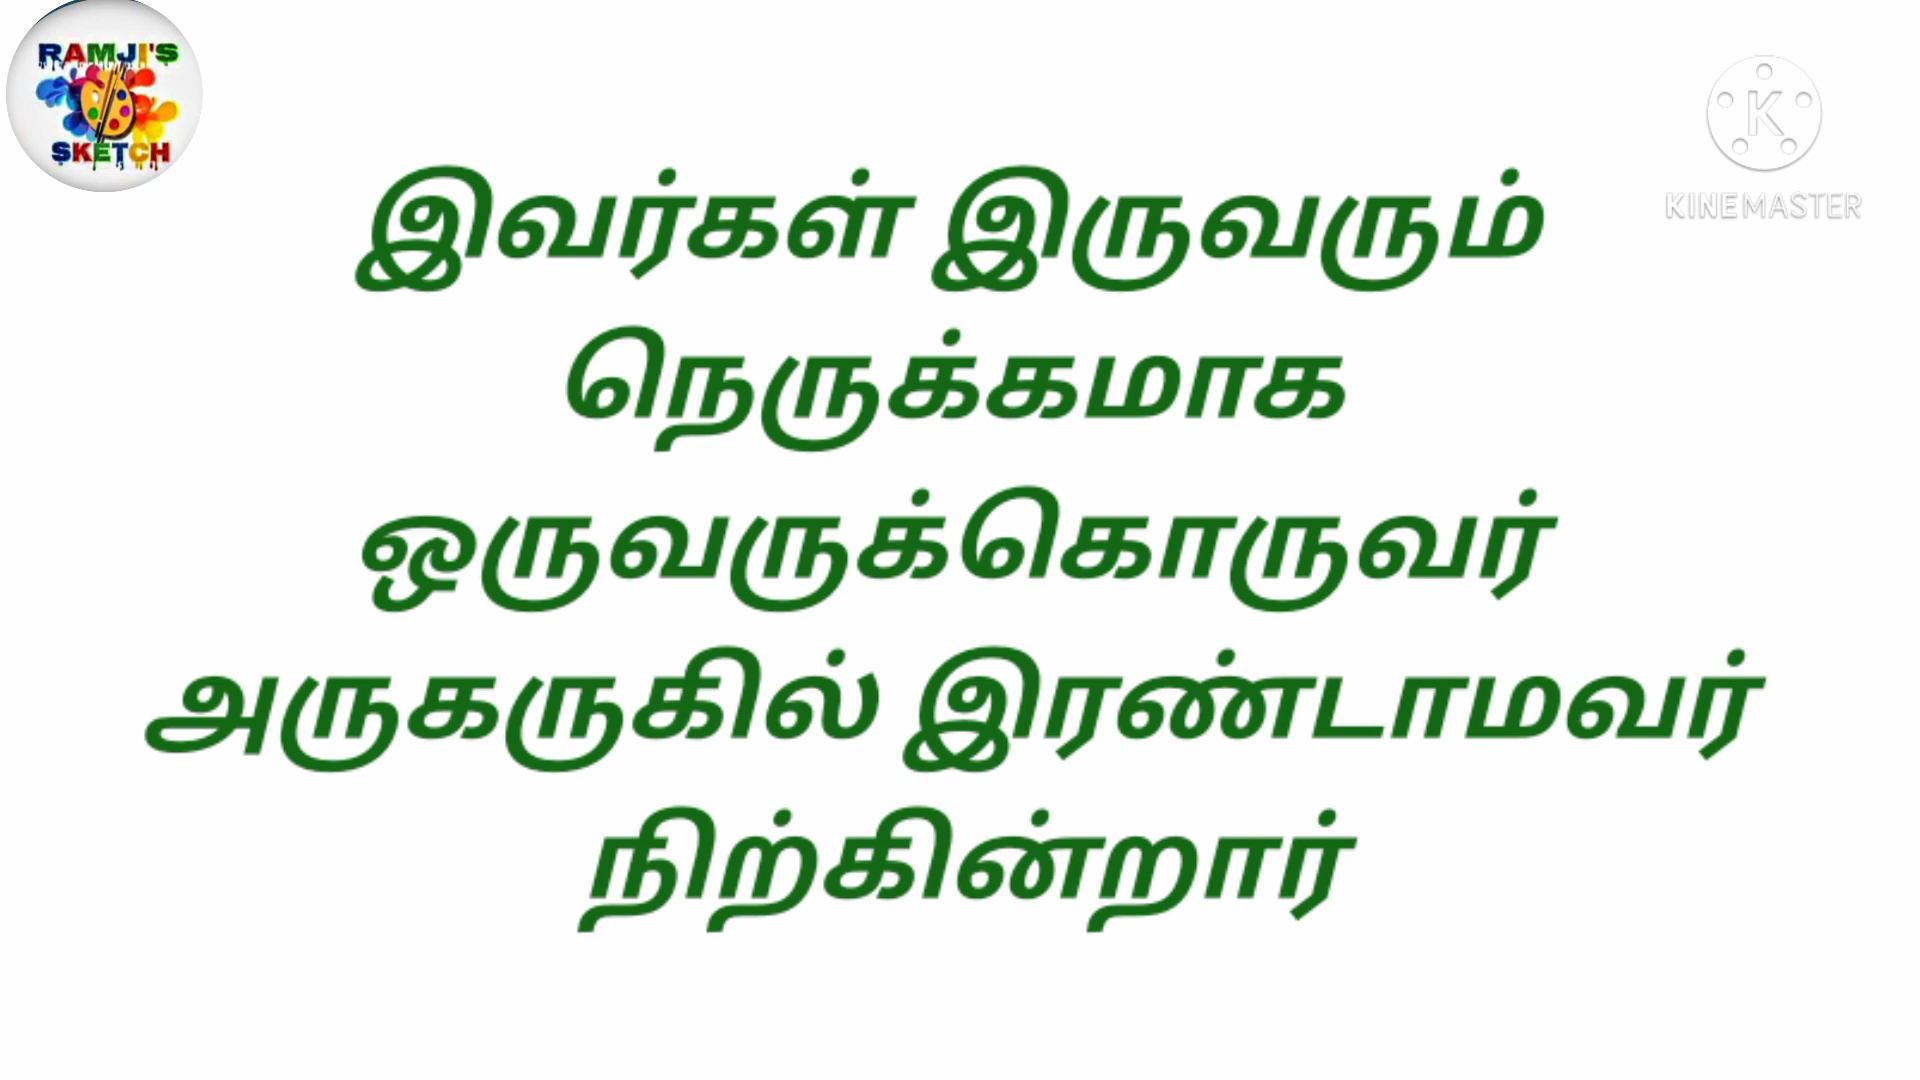 RAMJI'S
SKETCH
KINEMASTER
இவர்கள் இருவரும்
நெருக்கமாக
ஒருவருக்கொருவர்
அருகருகில் இரண்டாமவர்
நிற்கின்றார்